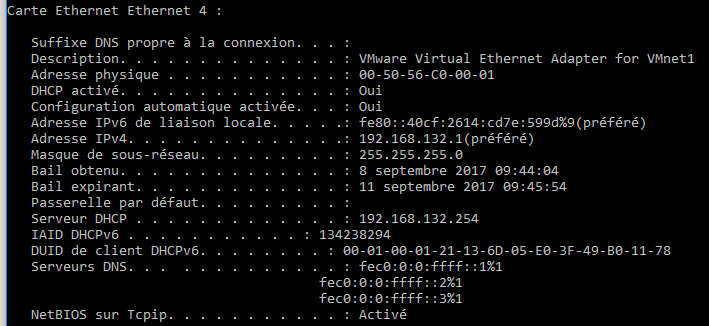 Carte Ethernet Ethernet 4 :
Suffixe DNS propre à la connexion. . . :
Description. . . . . . . . . . . . . . : VMware Virtual Ethernet Adapter for VMnet1
Adresse physique . . . . . . . . . . . : 00-50-56-C0-00-01
DHCP activé. . . . . . . . . . . . . . : Oui
Configuration automatique activée. . . : Oui
Adresse IPv6 de liaison locale. . . . .: fe80::40cf:2614:cd7e:599d%9(préféré)
Adresse IPv4. . . . . . . . . . . . . .: 192.168.132.1(préféré)
Masque de sous-réseau. . . . . . . . . : 255.255.255.0
Bail obtenu. . . . . . . . . . . . . . : 8 septembre 2017 09:44:04
Bail expirant. . . . . . . . . . . . . : 11 septembre 2017 09:45:54
Passerelle par défaut. . . . . . . . . :
Serveur DHCP . . . . . . . . . . . . . : 192.168.132.254
IAID DHCPv6 . . . . . . . . . . . : 134238294
DUID de client DHCPv6. . . . . . . . : 00-01-00-01-21-13-6D-05-E0-3F-49-B0-11-78
Serveurs DNS. . . . . . . . . . . . . : fec0:0:0:ffff::1%1
fec0:0:0:ffff::2%1
fec0:0:0:ffff::3%1
NetBIOS sur Tcpip. . . . . . . . . . . : Activé